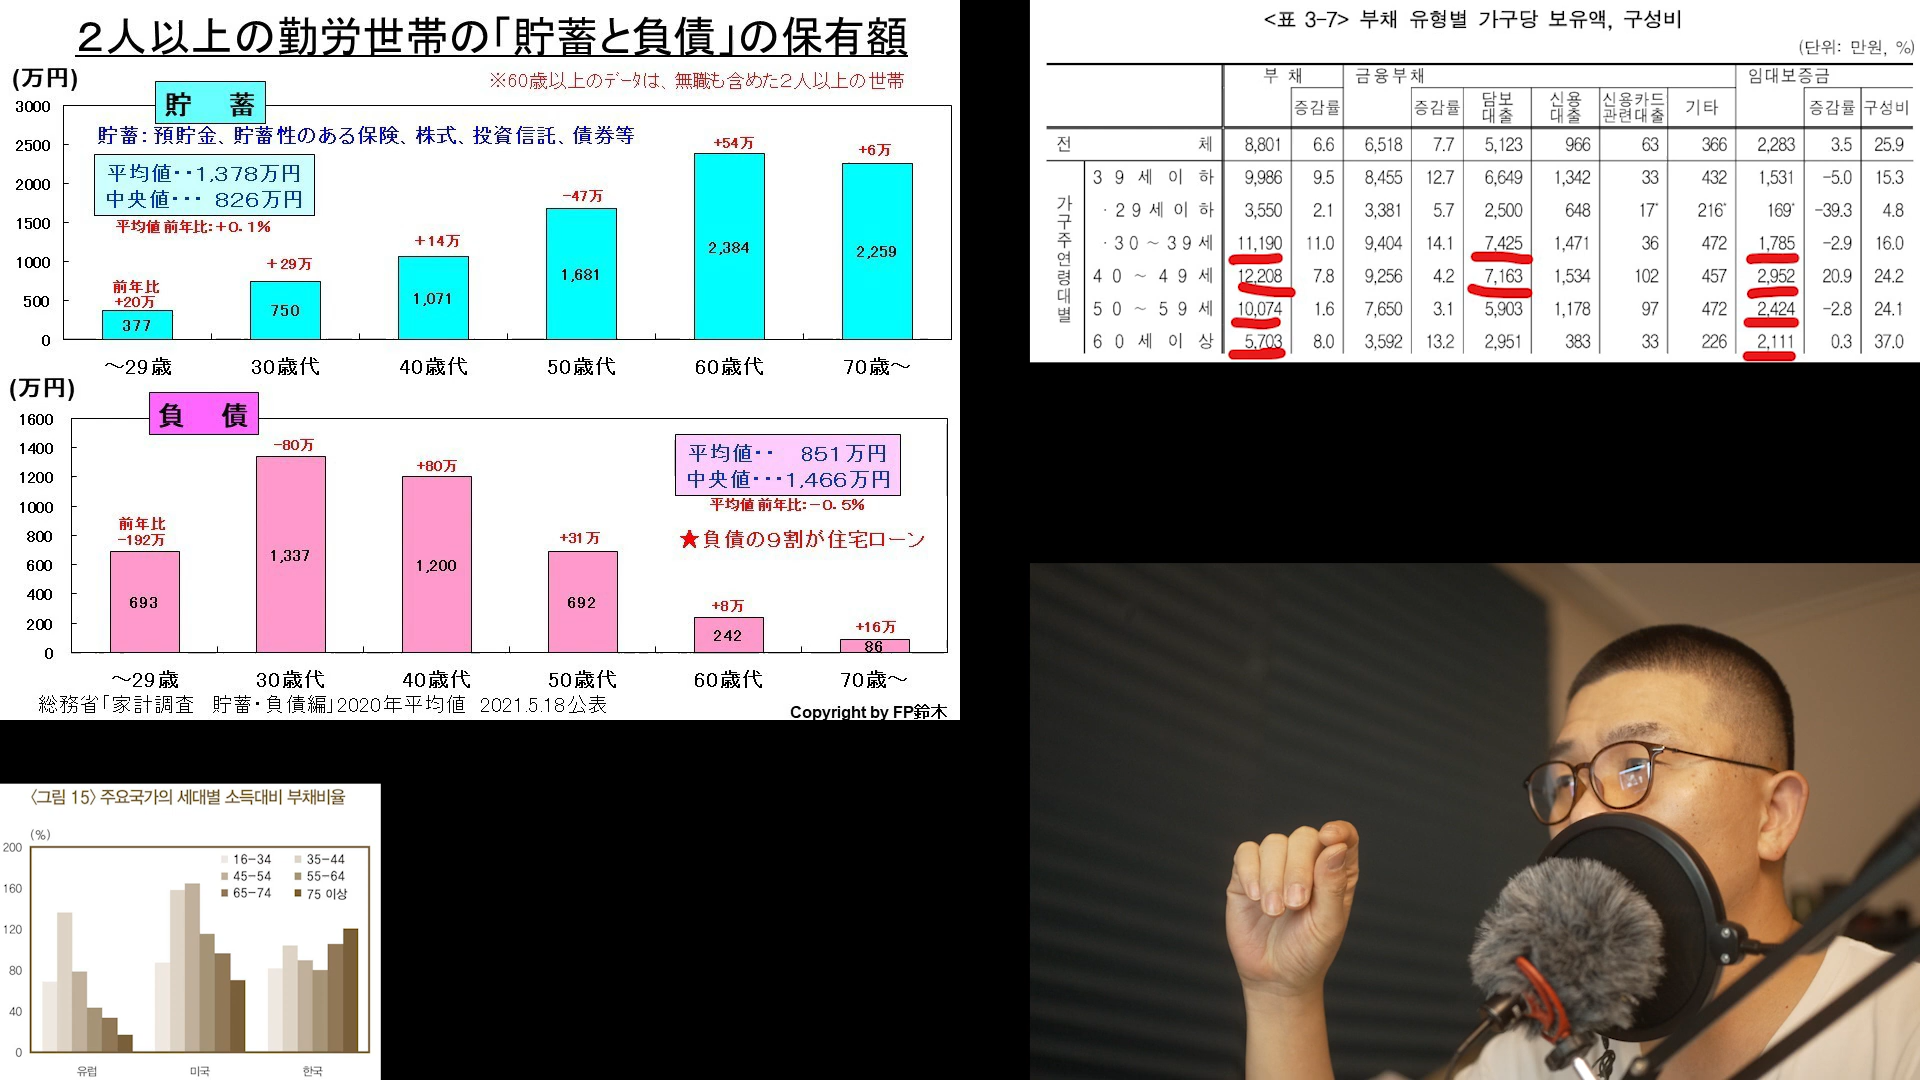 ２人以上の勤労世帯の「貯蓄と負債」の保有額
(万円)
※60歳以上のデータは、無職も含めた２人以上の世帯
貯　蓄
貯蓄：預貯金、貯蓄性のある保険、株式、投資信託、債券等
平均値‥1,378万円
中央値… 826万円
平均値 前年比：+0.1%
3000
2500
2000
1500
1000
500
0
前年比
+20万
+29万
+14万
-47万
+54万
+6万
377
750
1,071
1,681
2,384
2,259
～29歳
30歳代
40歳代
50歳代
60歳代
70歳～
(万円)
負　債
平均値‥ 851万円
中央値…1,466万円
平均値 前年比：-0.5%
★負債の９割が住宅ローン
1600
1400
1200
1000
800
600
400
200
0
前年比
-192万
-80万
+80万
+31万
+8万
+16万
693
1,337
1,200
692
242
86
～29歳
30歳代
40歳代
50歳代
60歳代
70歳～
総務省「家計調査　貯蓄・負債編」2020年平均値　2021.5.18公表
Copyright by FP鈴木
<표 3-7> 부채 유형별 가구당 보유액, 구성비
(단위: 만원, %)
부 채 金융부채 임대보증금
증감률 증감률 담보대출 신용대출 신용카드관련대출 기타 증감률 구성비
전 체 8,801 6.6 6,518 7.7 5,123 966 63 366 2,283 3.5 25.9
가구주연령대별
39세이하 9,986 9.5 8,455 12.7 6,649 1,342 33 432 1,531 -5.0 15.3
·29세이하 3,550 2.1 3,381 5.7 2,500 648 17* 216* 169* -39.3 4.8
·30~39세 11,190 11.0 9,404 14.1 7,425 1,471 36 472 1,785 -2.9 16.0
40~49세 12,208 7.8 9,256 4.2 7,163 1,534 102 457 2,952 20.9 24.2
50~59세 10,074 1.6 7,650 3.1 5,903 1,178 97 472 2,424 -2.8 24.1
60세이상 5,703 8.0 3,592 13.2 2,951 383 33 226 2,111 0.3 37.0
〈그림 15〉 주요국가의 세대별 소득대비 부채비율
(%)
16-34 35-44
45-54 55-64
65-74 75 이상
200
160
120
80
40
0
유럽 미국 한국